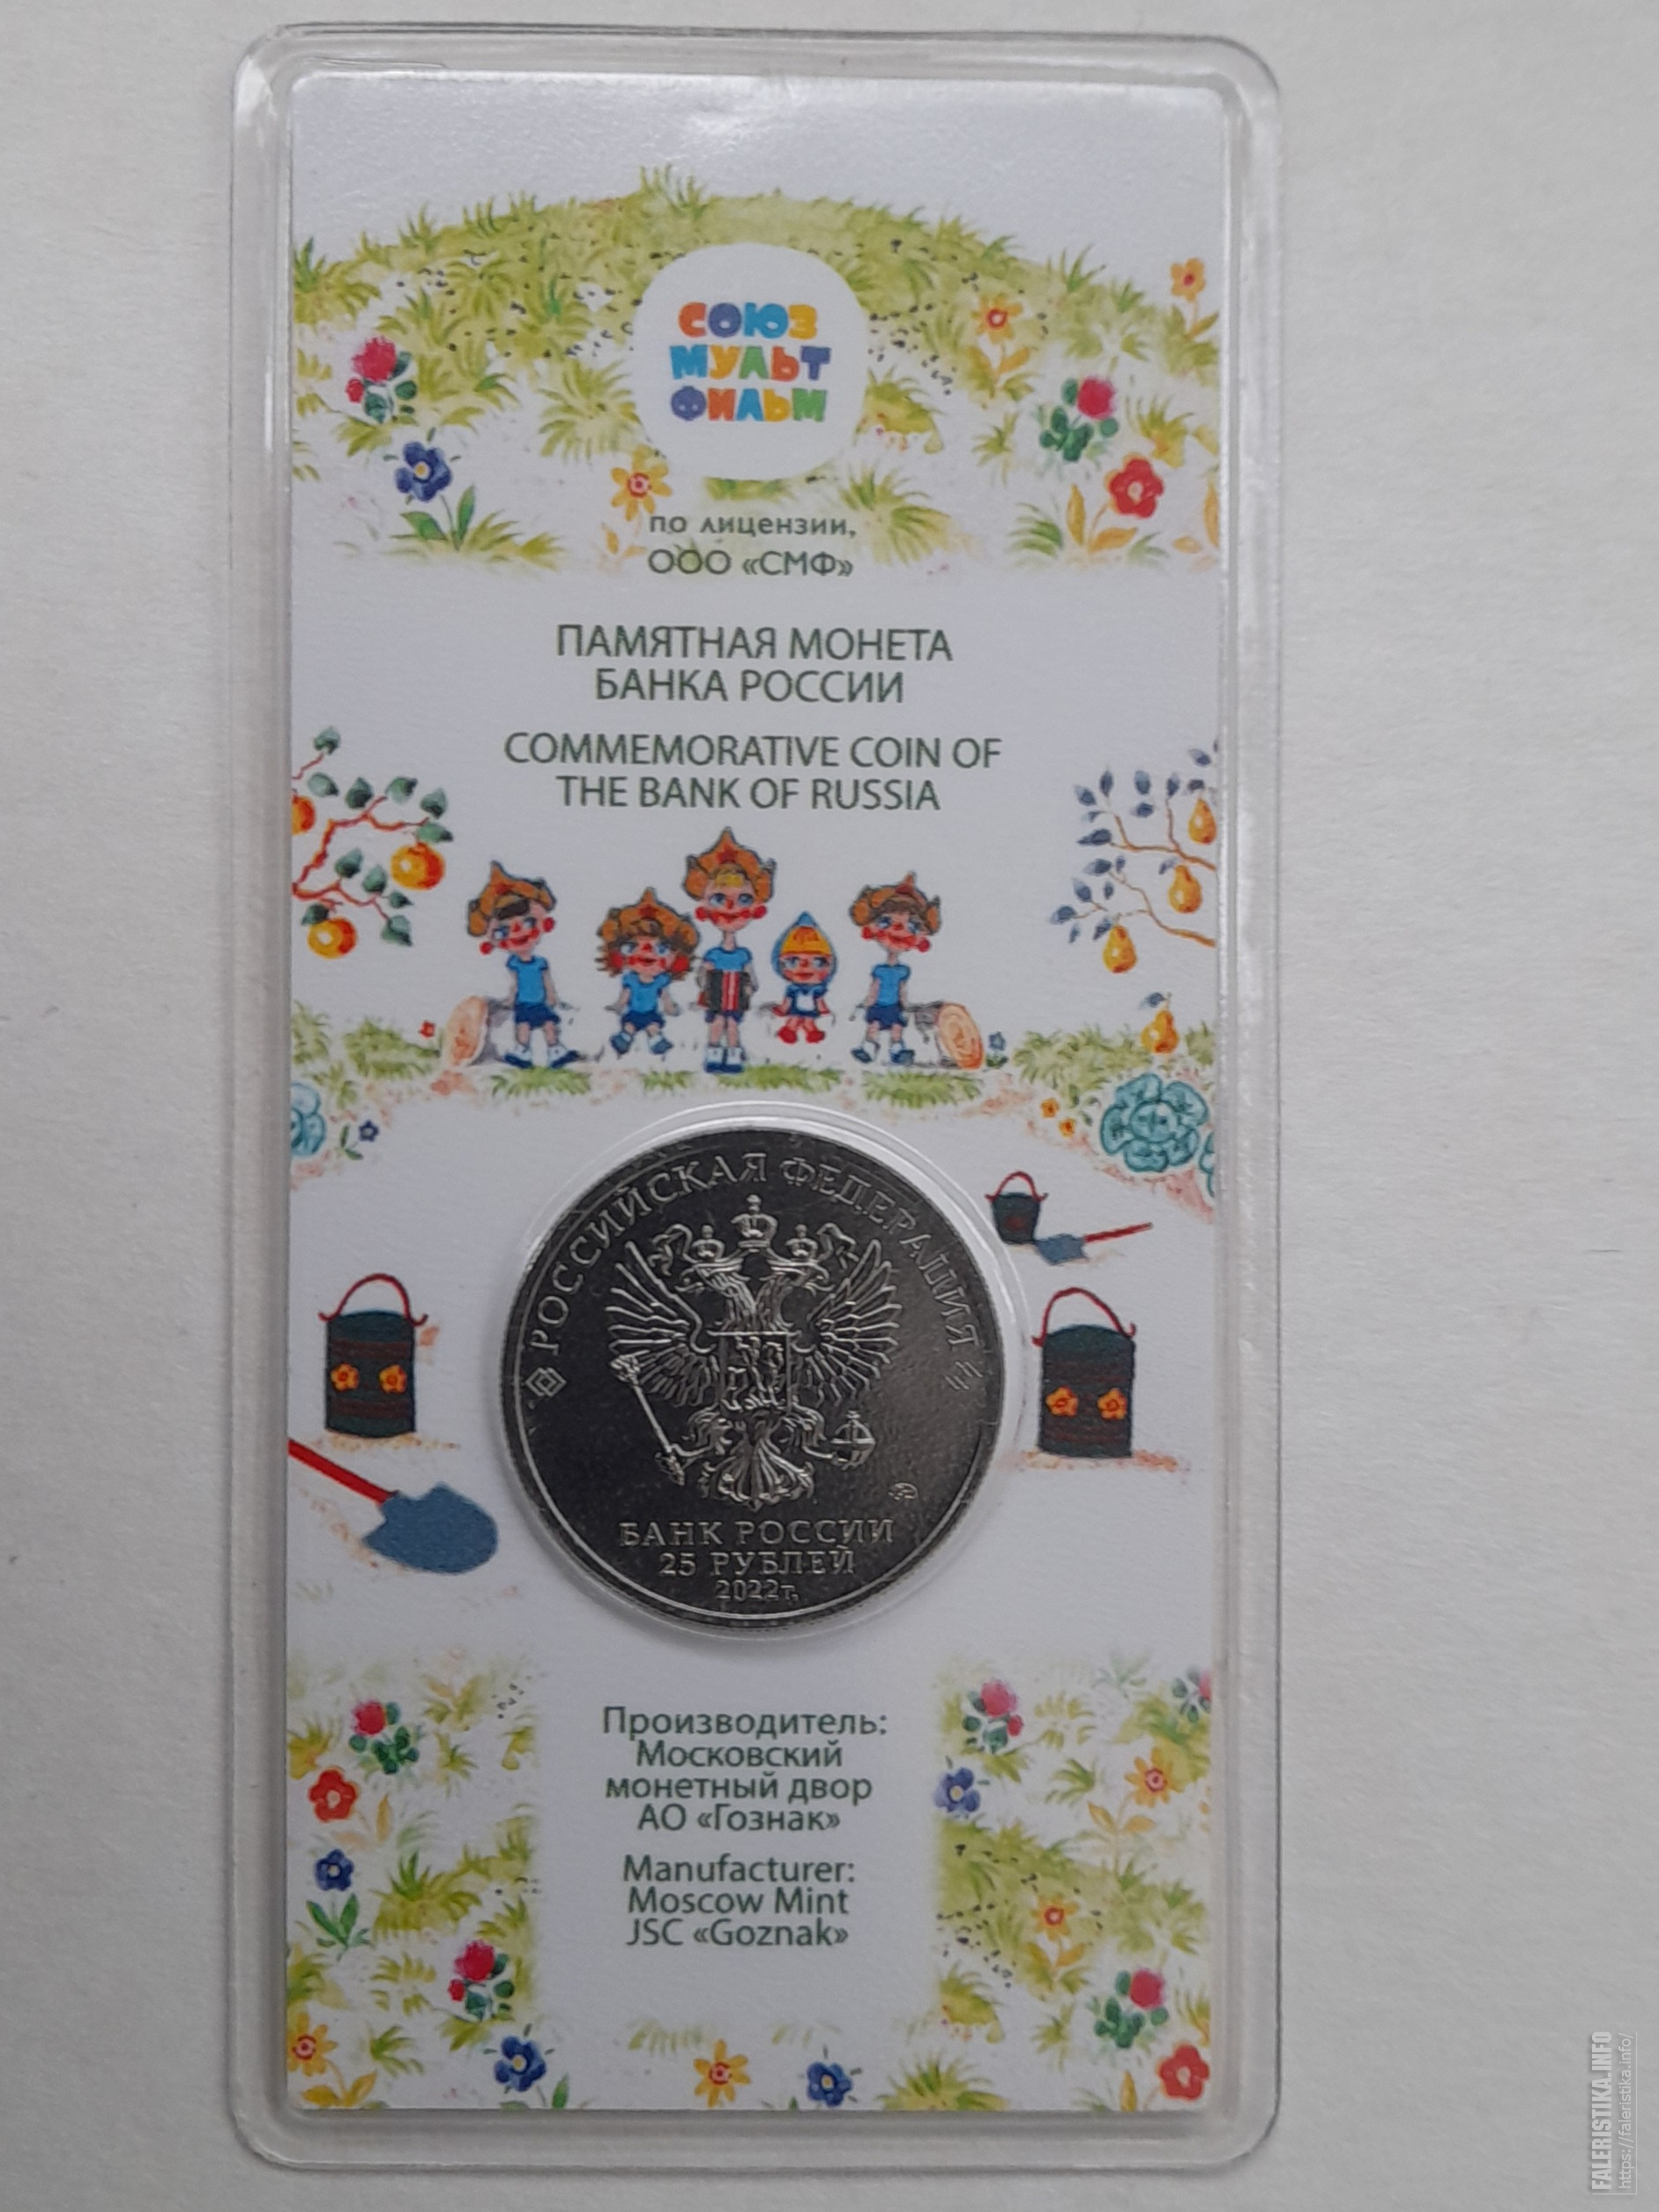 СОЮЗ
МУЛЬТ
ФИЛЬМ
по лицензии,
ООО «СМФ»
ПАМЯТНАЯ МОНЕТА
БАНКА РОССИИ
COMMEMORATIVE COIN OF
THE BANK OF RUSSIA
РОССИЙСКАЯ ФЕДЕРАЦИЯ
БАНК РОССИИ
25 РУБЛЕЙ
2022 г.
Производитель:
Московский
монетный двор
АО «Гознак»
Manufacturer:
Moscow Mint
JSC «Goznak»
FALERISTIKA.INFO
https://faleristika.info/